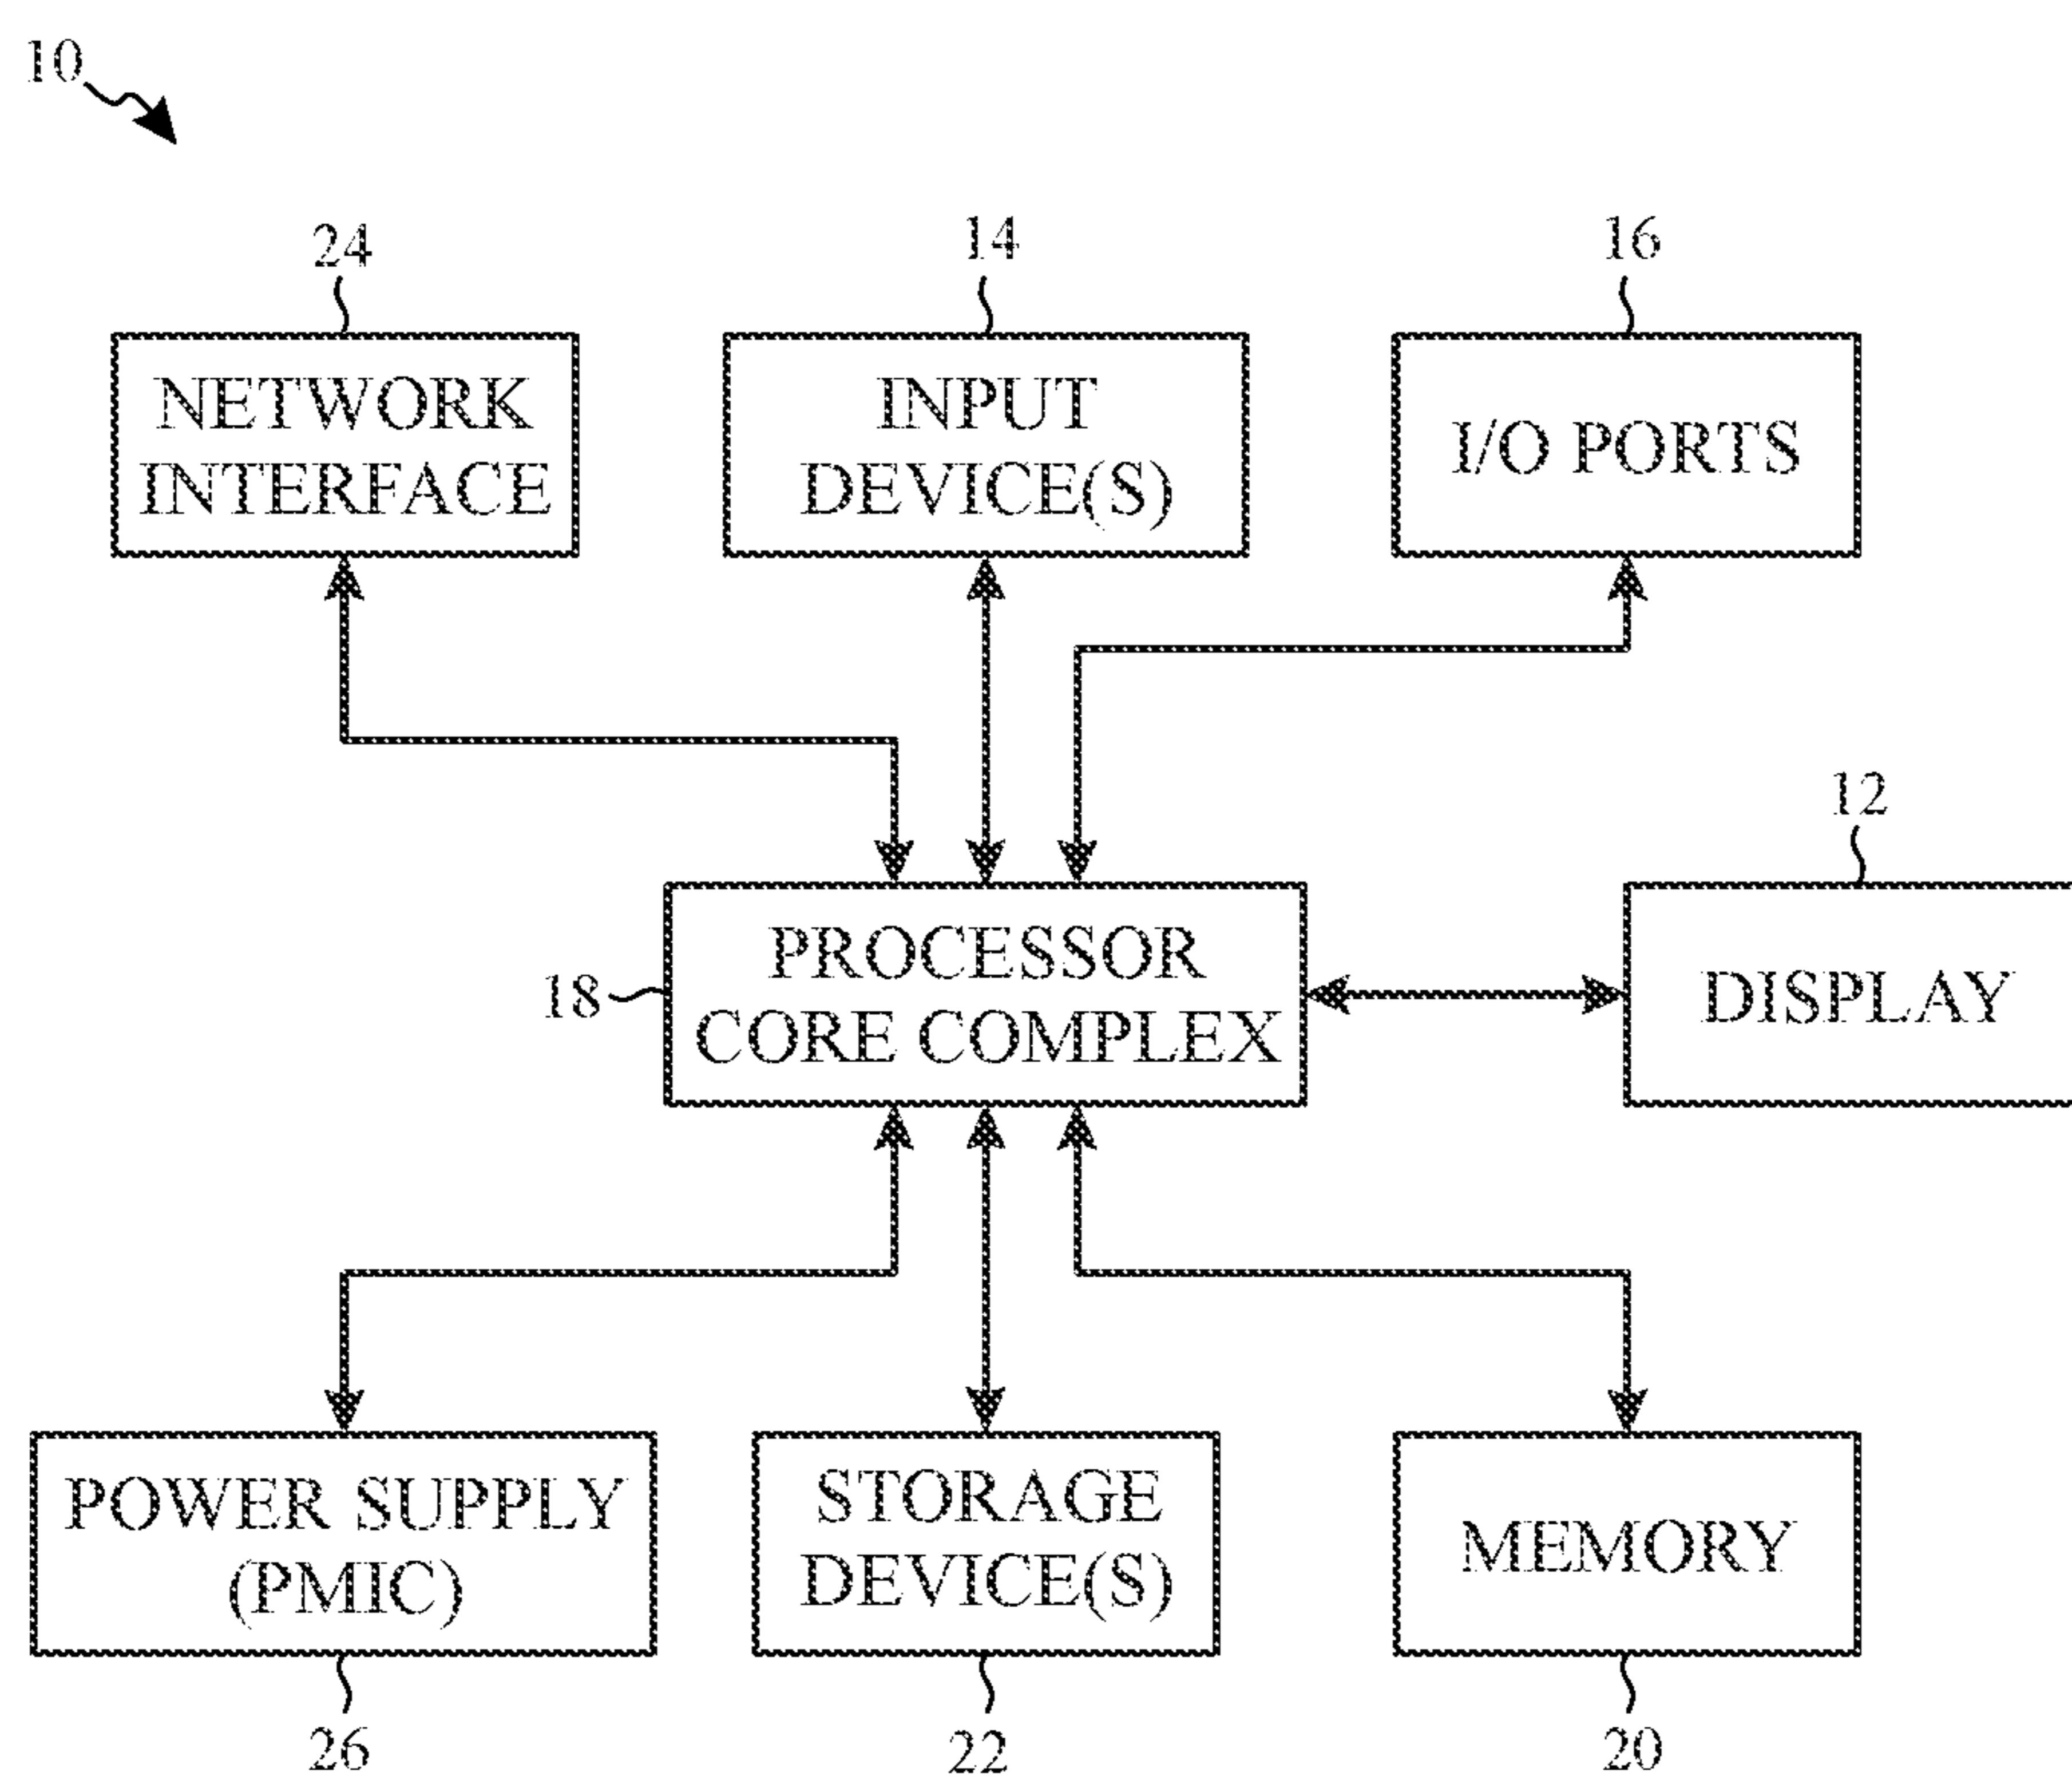 10
24
14
16
NETWORK
INTERFACE
INPUT
DEVICE(S)
I/O PORTS
12
18
PROCESSOR
CORE COMPLEX
DISPLAY
POWER SUPPLY
(PMIC)
STORAGE
DEVICE(S)
MEMORY
26
22
20